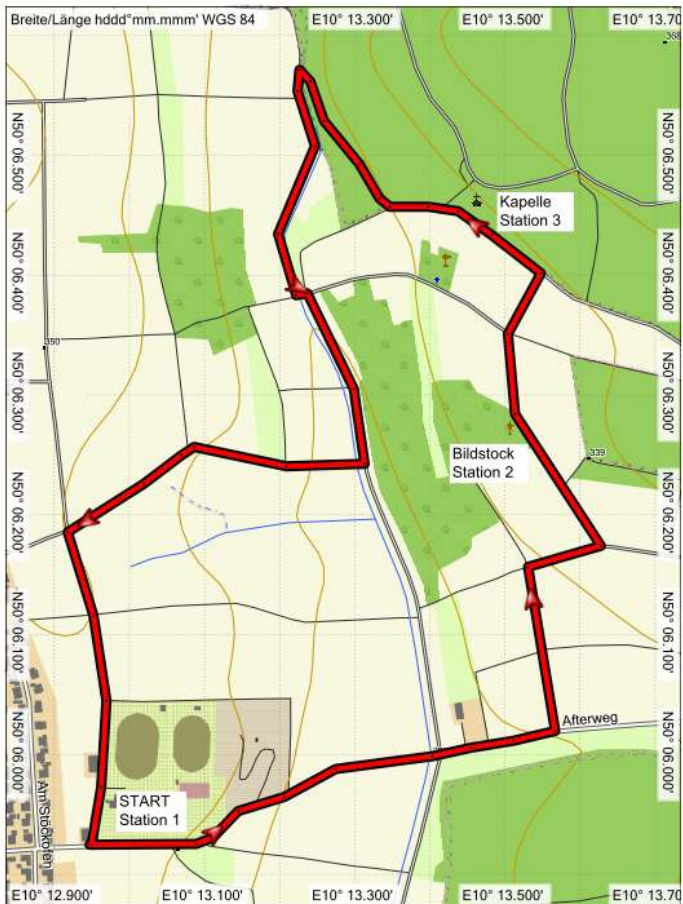 Breite/Länge hddd°mm.mmm' WGS 84
E10° 13.300'
E10° 13.500'
E10° 13.70
358
N50° 06.500'
N50° 06.500'
Kapelle
Station 3
N50° 06.400'
N50° 06.400'
350
N50° 06.300'
N50° 06.300'
Bildstock
Station 2
339
N50° 06.200'
N50° 06.200'
N50° 06.100'
N50° 06.100'
Afterweg
N50° 06.000'
N50° 06.000'
START
Station 1
Am Stöckofen
E10° 12.900'
E10° 13.100'
E10° 13.300'
E10° 13.500'
E10° 13.70